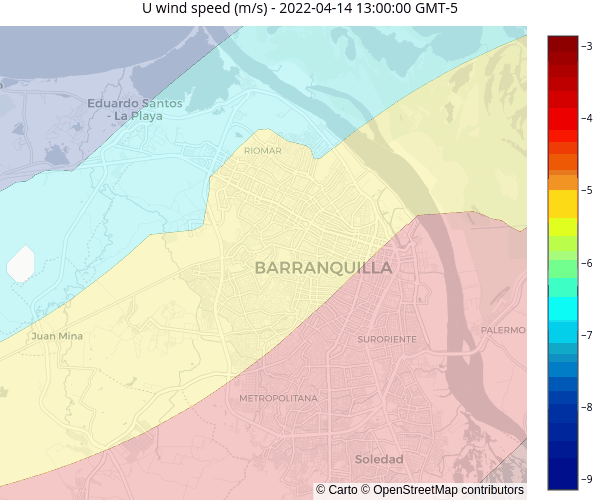 U wind speed (m/s) - 2022-04-14 13:00:00 GMT-5
−3
−4
−5
−6
−7
−8
−9
Eduardo Santos
- La Playa
RIOMAR
BARRANQUILLA
Juan Mina
SURORIENTE
PALERMO
METROPOLITANA
Soledad
© Carto © OpenStreetMap contributors